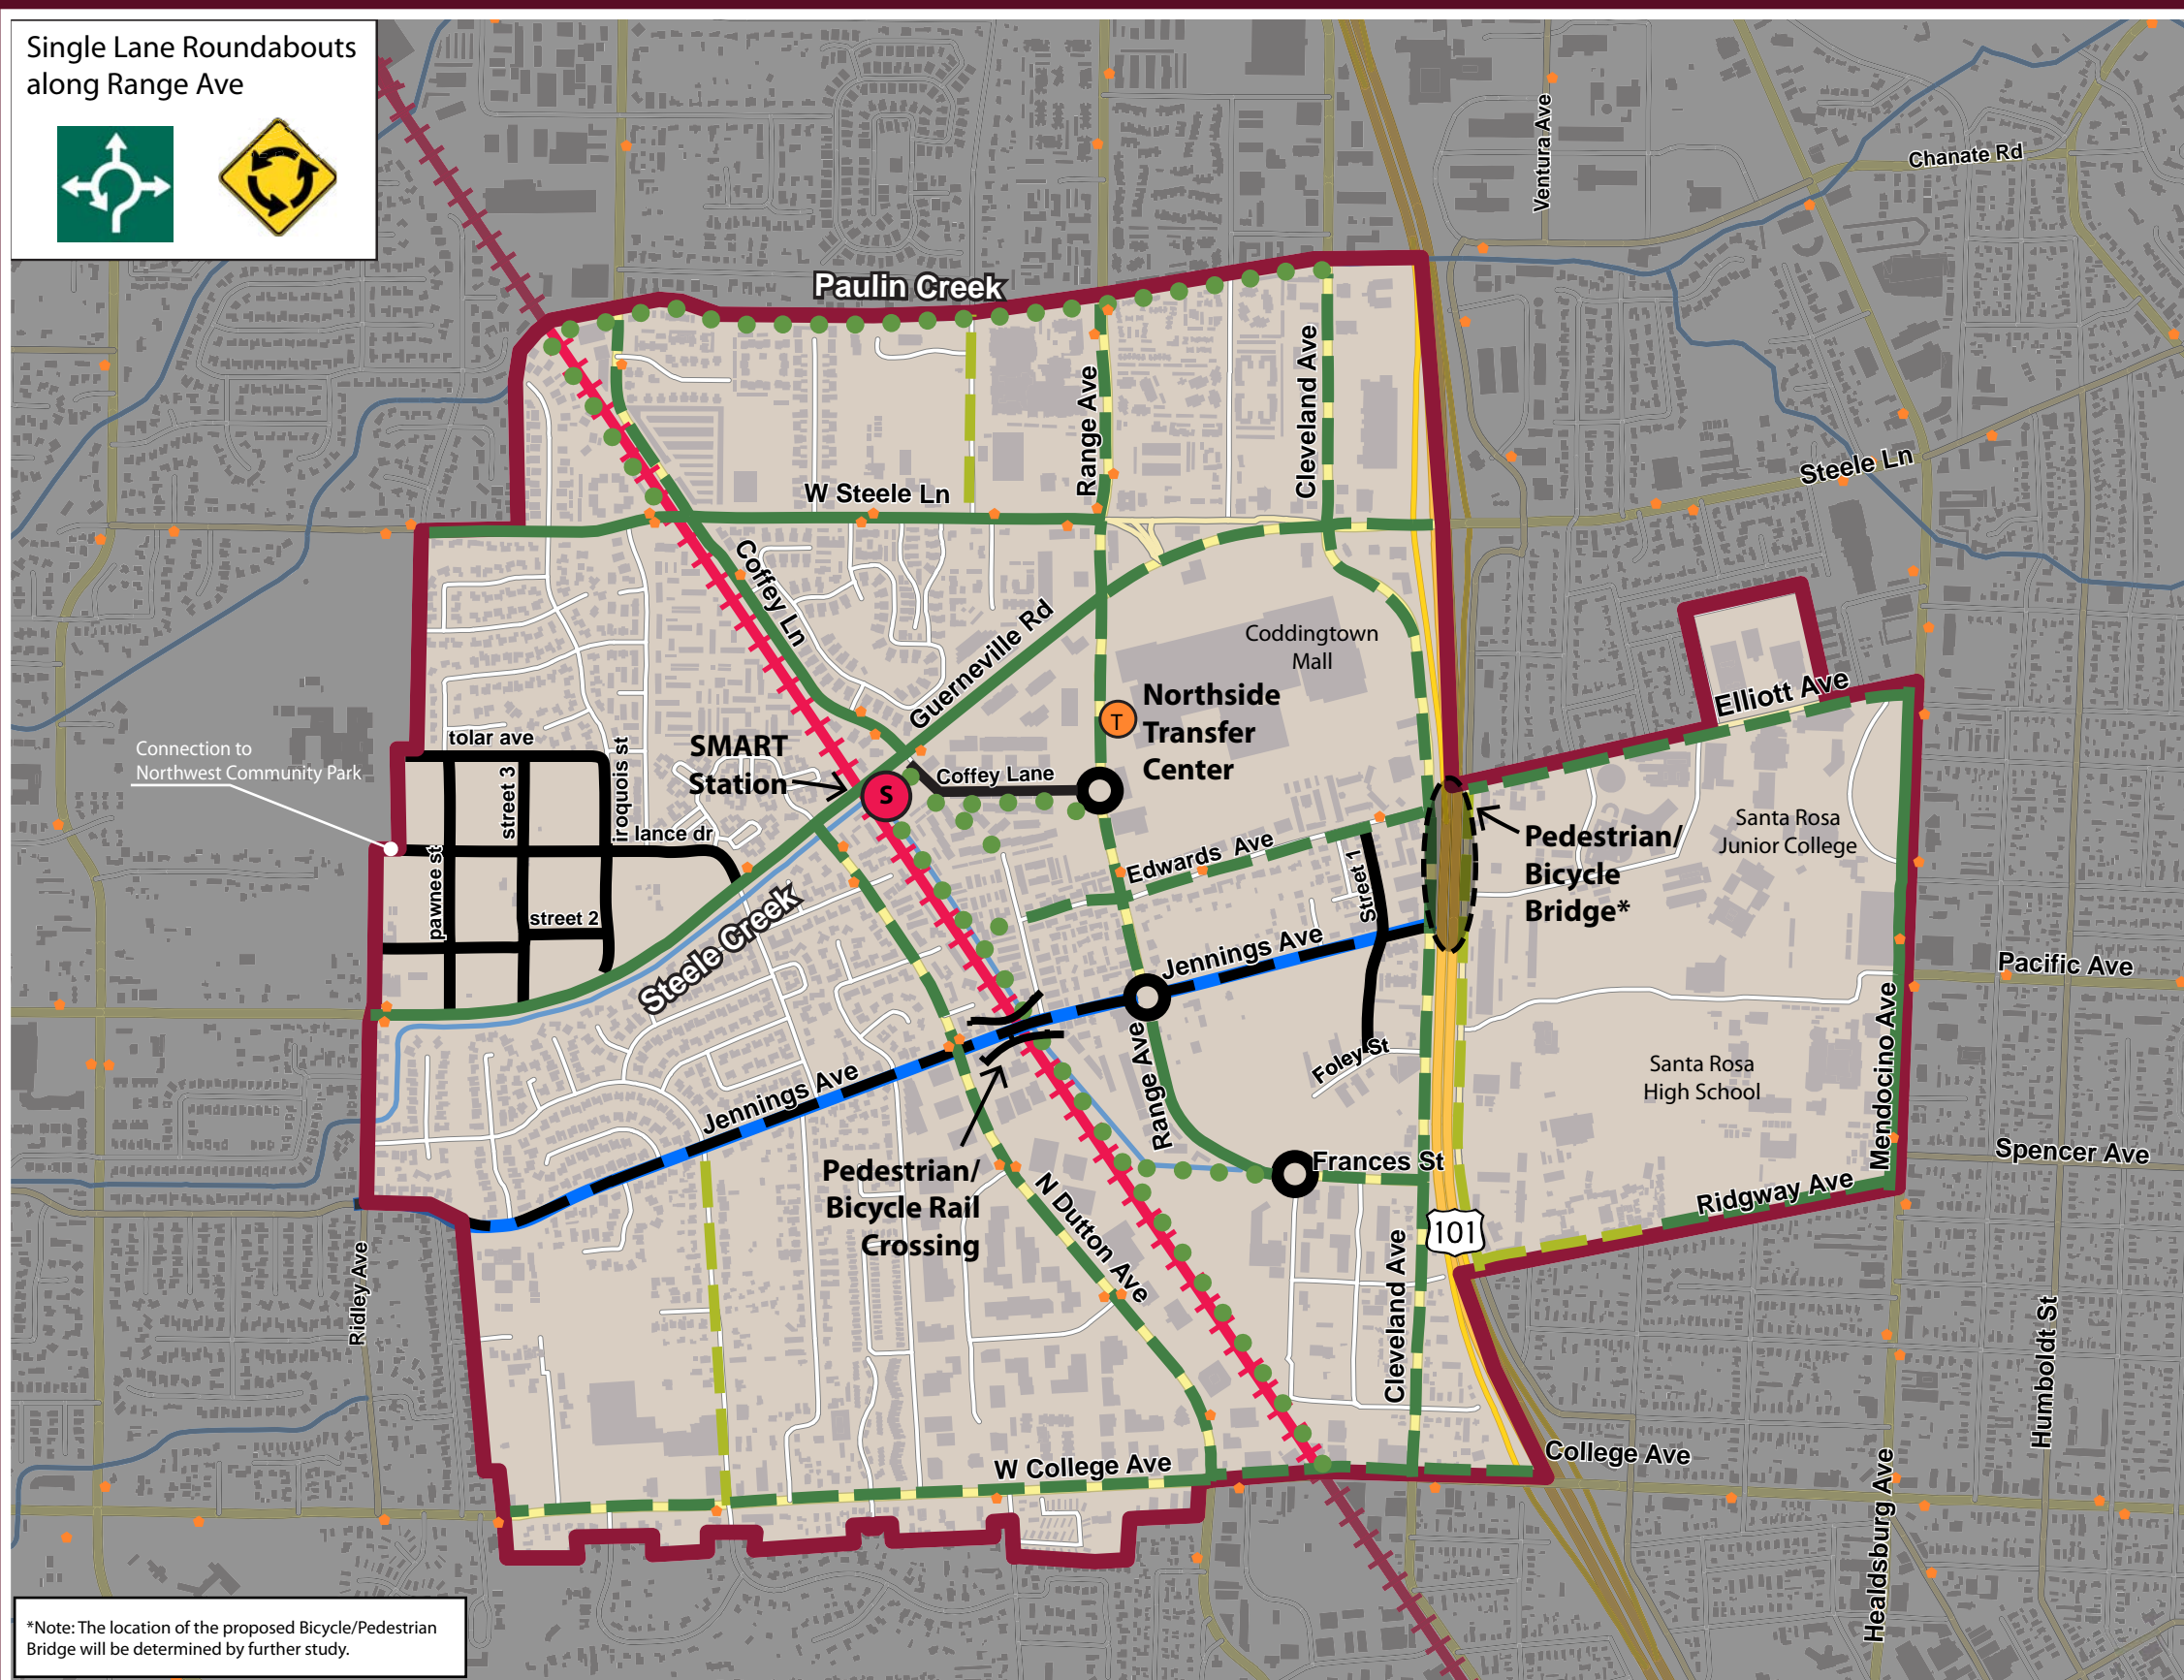 Single Lane Roundabouts
along Range Ave
Ventura Ave
Chanate Rd
Paulin Creek
Range Ave
Cleveland Ave
W Steele Ln
Steele Ln
Coffey Ln
Guerneville Rd
Coddingtown
Mall
Northside
Transfer
Center
T
Elliott Ave
Connection to
Northwest Community Park
tolar ave
street 3
iroquois st
SMART
Station
S
Coffey Lane
lance dr
pawnee st
street 2
Steele Creek
Edwards Ave
Street 1
Pedestrian/
Bicycle
Bridge*
Santa Rosa
Junior College
Jennings Ave
Pacific Ave
Range Ave
Foley St
Santa Rosa
High School
Mendocino Ave
Jennings Ave
Pedestrian/
Bicycle Rail
Crossing
Frances St
Spencer Ave
Ridgway Ave
N Dutton Ave
101
Ridley Ave
Cleveland Ave
Humboldt St
W College Ave
College Ave
Healdsburg Ave
*Note: The location of the proposed Bicycle/Pedestrian
Bridge will be determined by further study.